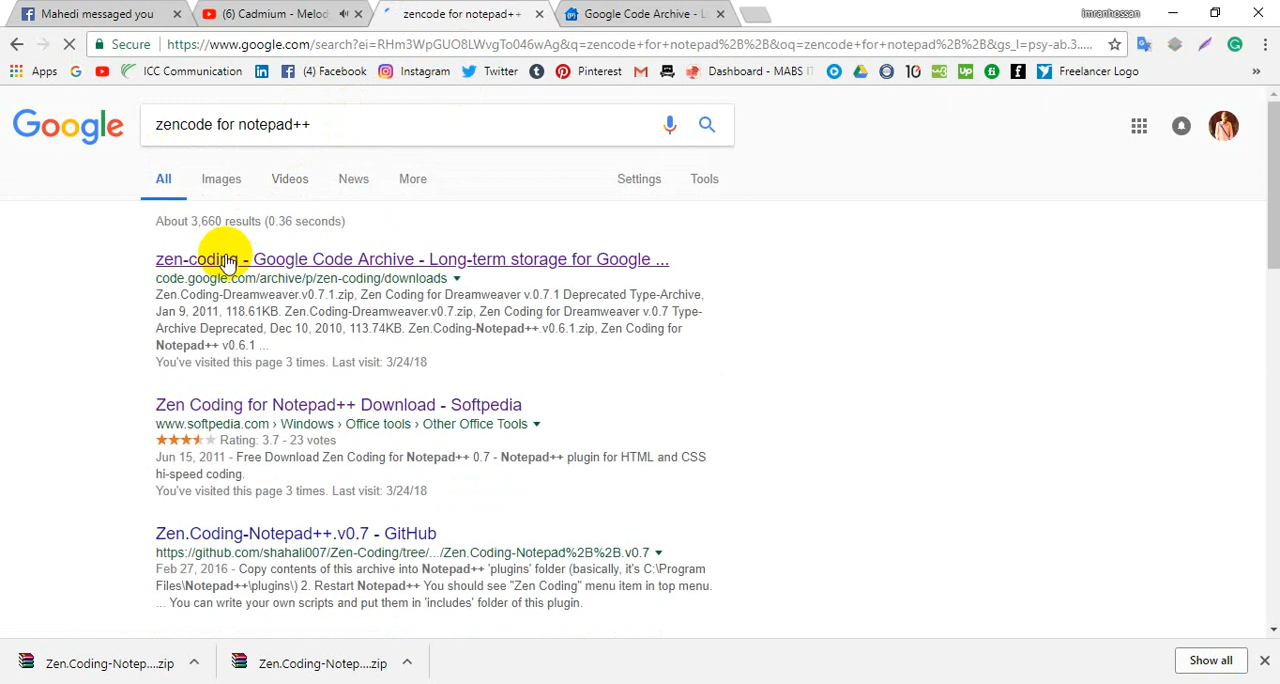 Mahedi messaged you
(6) Cadmium - Melod
zencode for notepad++
Google Code Archive - L
imranhossan
Secure
https://www.google.com/search?ei=RHm3WpGUO8LWvgTo046wAg&q=zencode+for+notepad%2B%2B&oq=zencode+for+notepad%2B%2B&gs_l=psy-ab.3....
Apps
ICC Communication
(4) Facebook
Instagram
Twitter
Pinterest
Dashboard - MABS IT
Freelancer Logo
Google
zencode for notepad++
All
Images
Videos
News
More
Settings
Tools
About 3,660 results (0.36 seconds)
zen-coding - Google Code Archive - Long-term storage for Google ...
code.google.com/archive/p/zen-coding/downloads
Zen.Coding-Dreamweaver.v0.7.1.zip, Zen Coding for Dreamweaver v.0.7.1 Deprecated Type-Archive,
Jan 9, 2011, 118.61KB. Zen.Coding-Dreamweaver.v0.7.zip, Zen Coding for Dreamweaver v.0.7 Type-
Archive Deprecated, Dec 10, 2010, 113.74KB. Zen.Coding-Notepad++.v0.6.1.zip, Zen Coding for
Notepad++ v0.6.1 ...
You've visited this page 3 times. Last visit: 3/24/18
Zen Coding for Notepad++ Download - Softpedia
www.softpedia.com › Windows › Office tools › Other Office Tools
Rating: 3.7 - 23 votes
Jun 15, 2011 - Free Download Zen Coding for Notepad++ 0.7 - Notepad++ plugin for HTML and CSS
hi-speed coding.
You've visited this page 3 times. Last visit: 3/24/18
Zen.Coding-Notepad++.v0.7 - GitHub
https://github.com/shahali007/Zen-Coding/tree/.../Zen.Coding-Notepad%2B%2B.v0.7
Feb 27, 2016 - Copy contents of this archive into Notepad++ 'plugins' folder (basically, it's C:\Program
Files\Notepad++\plugins\) 2. Restart Notepad++ You should see "Zen Coding" menu item in top menu.
... You can write your own scripts and put them in 'includes' folder of this plugin.
Zen.Coding-Notep....zip
Zen.Coding-Notep....zip
Show all